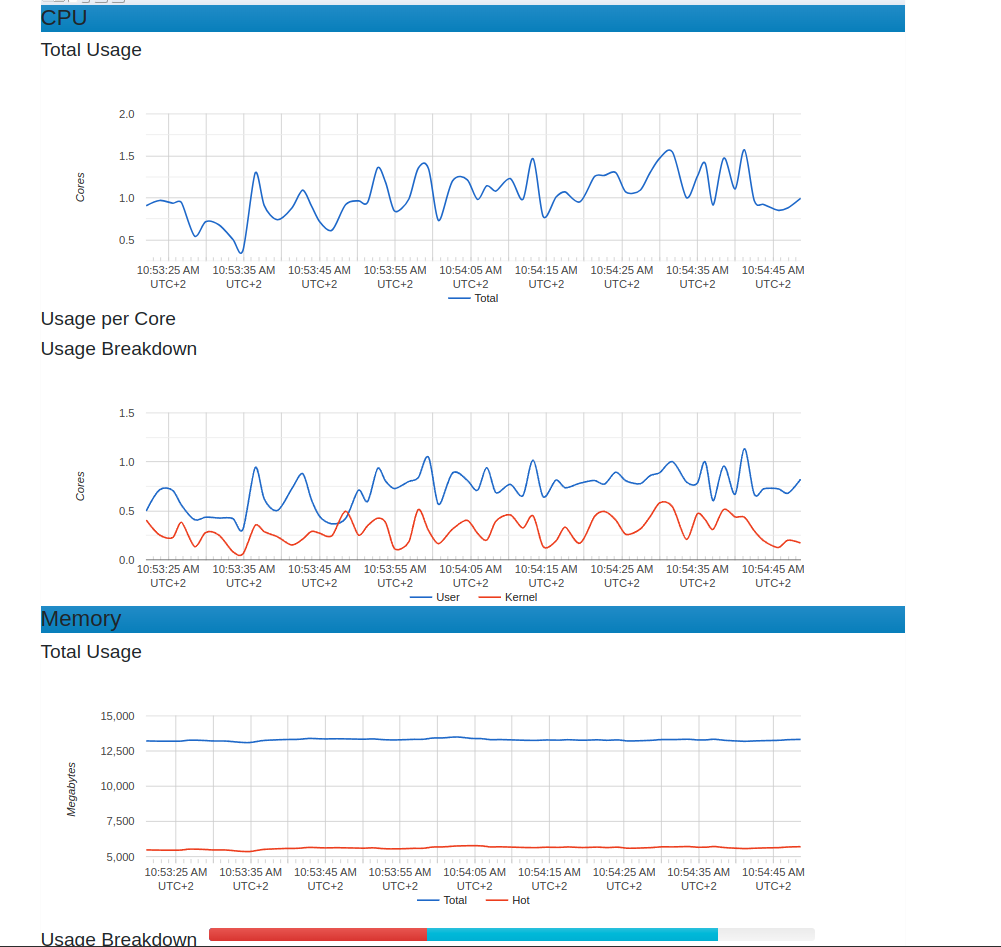 CPU
Total Usage
2.0
1.5
1.0
0.5
Cores
10:53:25 AM 10:53:35 AM 10:53:45 AM 10:53:55 AM 10:54:05 AM 10:54:15 AM 10:54:25 AM 10:54:35 AM 10:54:45 AM
UTC+2 UTC+2 UTC+2 UTC+2 UTC+2 UTC+2 UTC+2 UTC+2 UTC+2
Total
Usage per Core
Usage Breakdown
1.5
1.0
0.5
0.0
Cores
10:53:25 AM 10:53:35 AM 10:53:45 AM 10:53:55 AM 10:54:05 AM 10:54:15 AM 10:54:25 AM 10:54:35 AM 10:54:45 AM
UTC+2 UTC+2 UTC+2 UTC+2 UTC+2 UTC+2 UTC+2 UTC+2 UTC+2
User Kernel
Memory
Total Usage
15,000
12,500
10,000
7,500
5,000
Megabytes
10:53:25 AM 10:53:35 AM 10:53:45 AM 10:53:55 AM 10:54:05 AM 10:54:15 AM 10:54:25 AM 10:54:35 AM 10:54:45 AM
UTC+2 UTC+2 UTC+2 UTC+2 UTC+2 UTC+2 UTC+2 UTC+2 UTC+2
Total Hot
Usage Breakdown